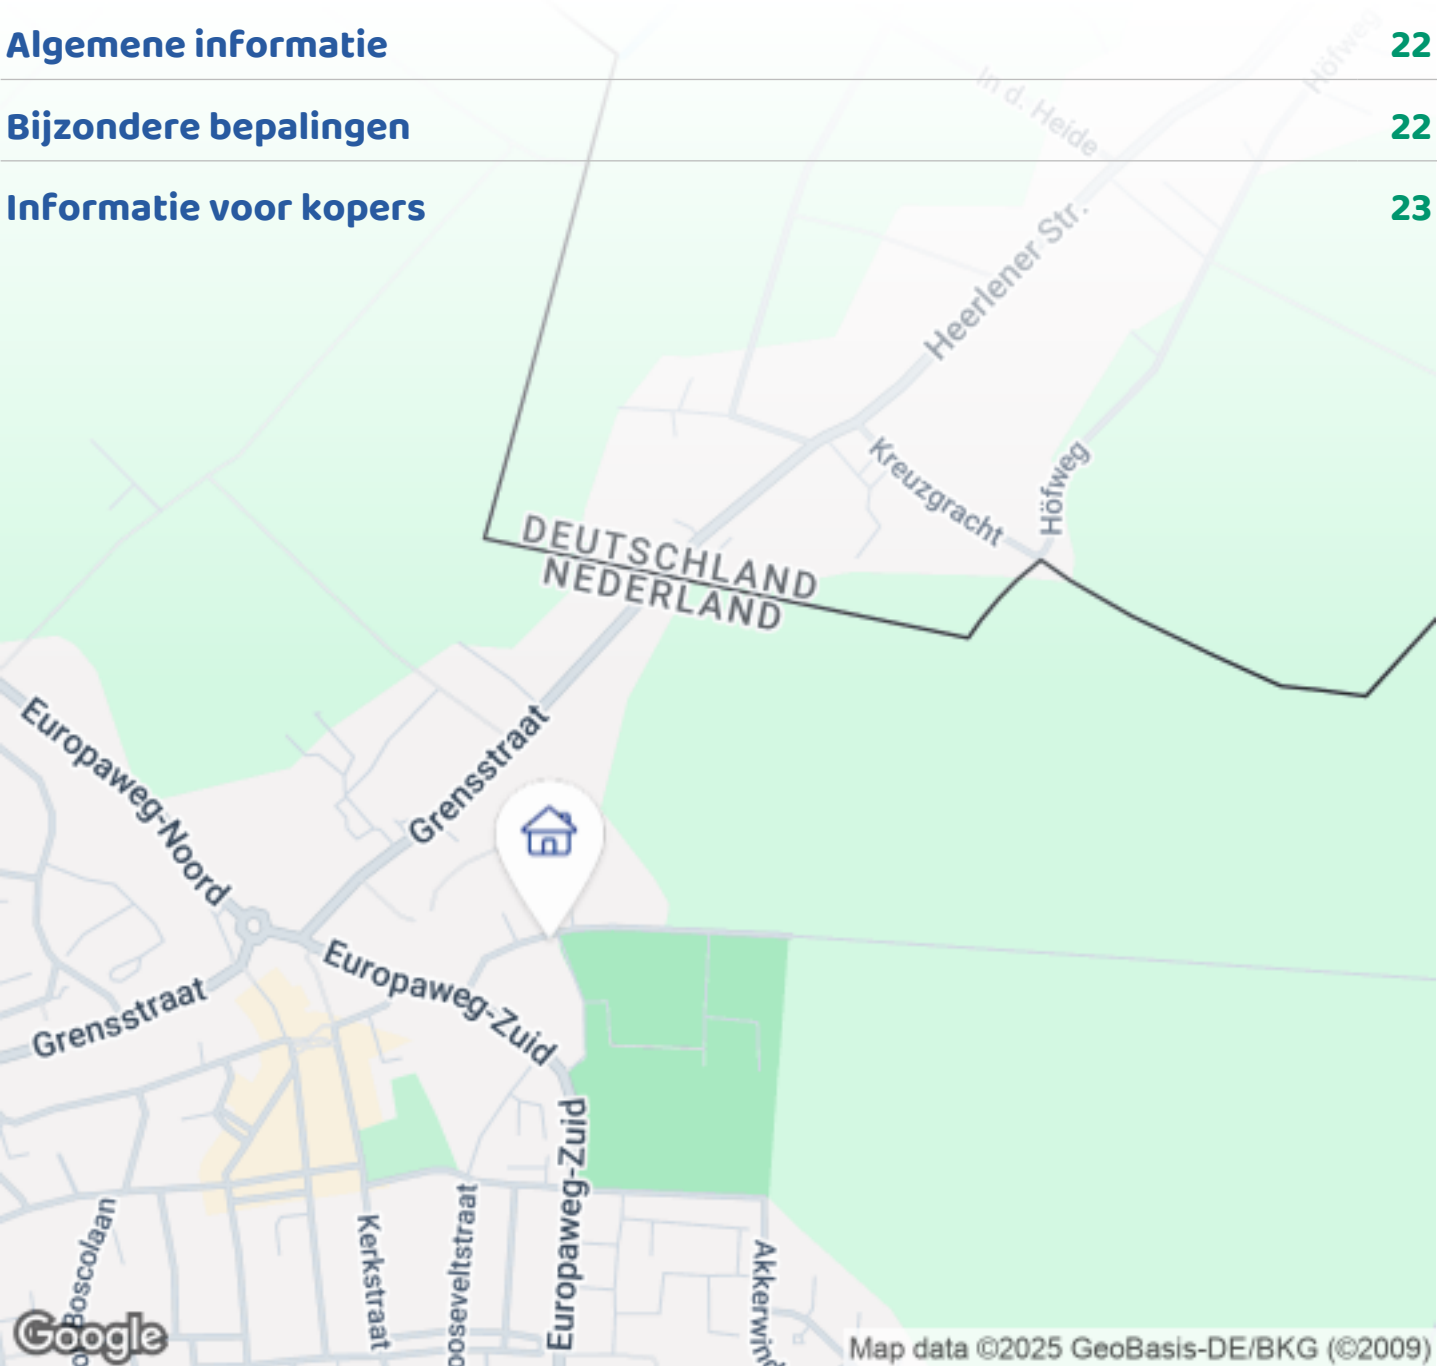 Algemene informatie 22
Bijzondere bepalingen 22
Informatie voor kopers 23
Höfweg
In d. Heide
Heerlener Str.
Kreuzgracht
Höfweg
DEUTSCHLAND
NEDERLAND
Europaweg-Noord
Grensstraat
Europaweg-Zuid
Grensstraat
Europaweg-Zuid
Boscolaan
Kerkstraat
ooseveltstraat
Akkerwind
Google
Map data ©2025 GeoBasis-DE/BKG (©2009)